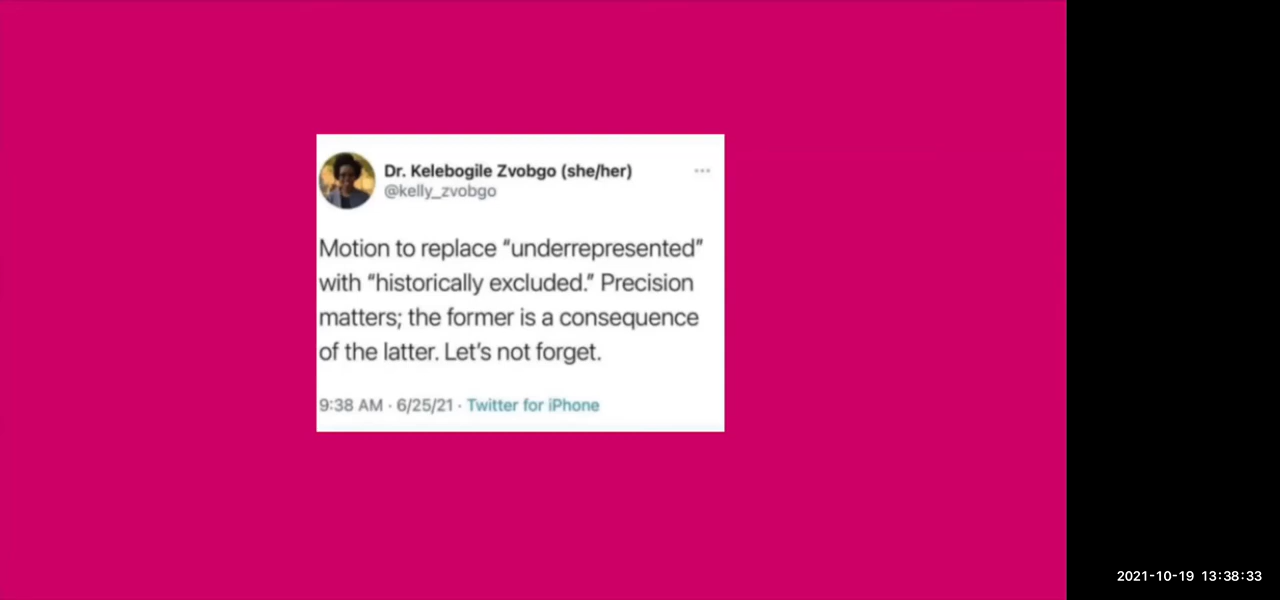 Dr. Kelebogile Zvobgo (she/her)
@kelly_zvobgo
Motion to replace “underrepresented”
with “historically excluded.” Precision
matters; the former is a consequence
of the latter. Let’s not forget.
9:38 AM · 6/25/21 · Twitter for iPhone
2021-10-19 13:38:33